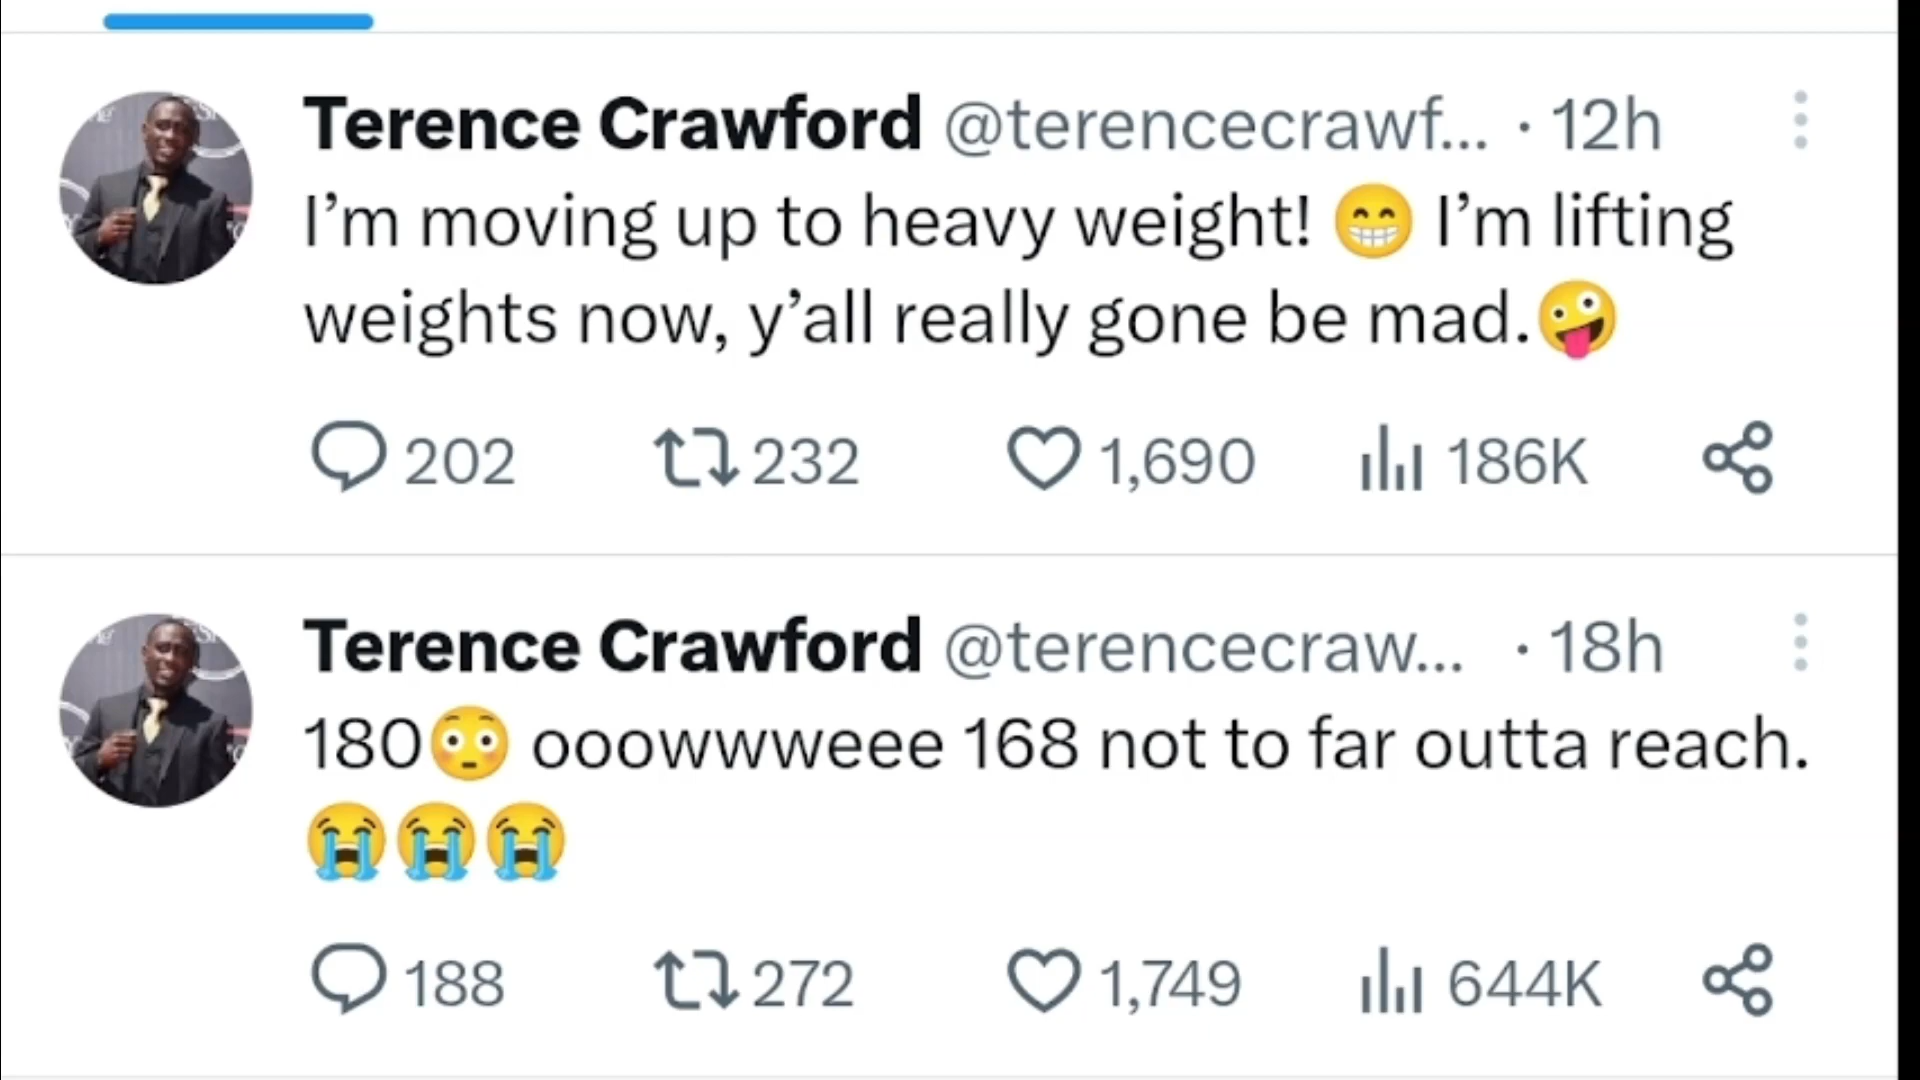 Terence Crawford @terencecrawf... · 12h
I’m moving up to heavy weight! 😁 I’m lifting
weights now, y’all really gone be mad.🤪
202 232 1,690 186K
Terence Crawford @terencecraw... · 18h
180😳 ooowwweee 168 not to far outta reach.
😭😭😭
188 272 1,749 644K